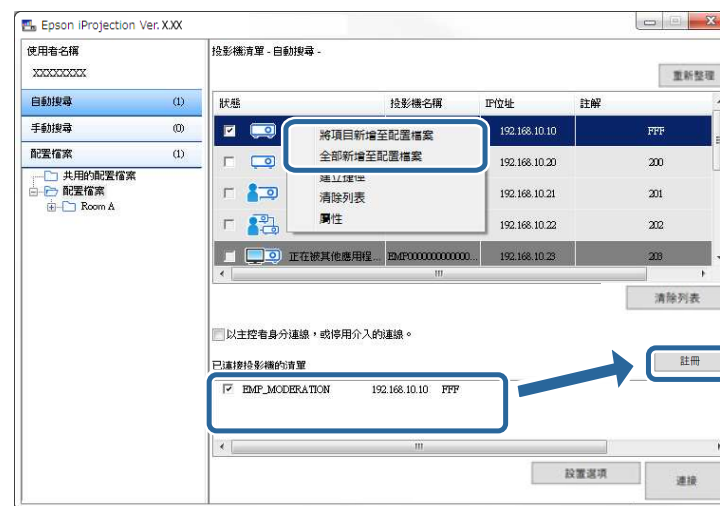 Epson iProjection Ver. X.XX
使用者名稱
XXXXXXXXX
自動搜尋 (1)
手動搜尋 (0)
配置檔案 (1)
共用的配置檔案
配置檔案
Room A
投影機清單 - 自動搜尋 -
重新整理
狀態 投影機名稱 IP位址 註解
192.168.10.10 FFF
192.168.10.20 200
192.168.10.21 201
192.168.10.22 202
正在被其他應用程... EMP000000000000... 192.168.10.23 203
將項目新增至配置檔案
全部新增至配置檔案
建立捷徑
清除列表
屬性
清除列表
以主控者身分連線，或停用介入的連線。
已連接投影機的清單
註冊
EMP_MODERATION 192.168.10.10 FFF
設置選項
連接